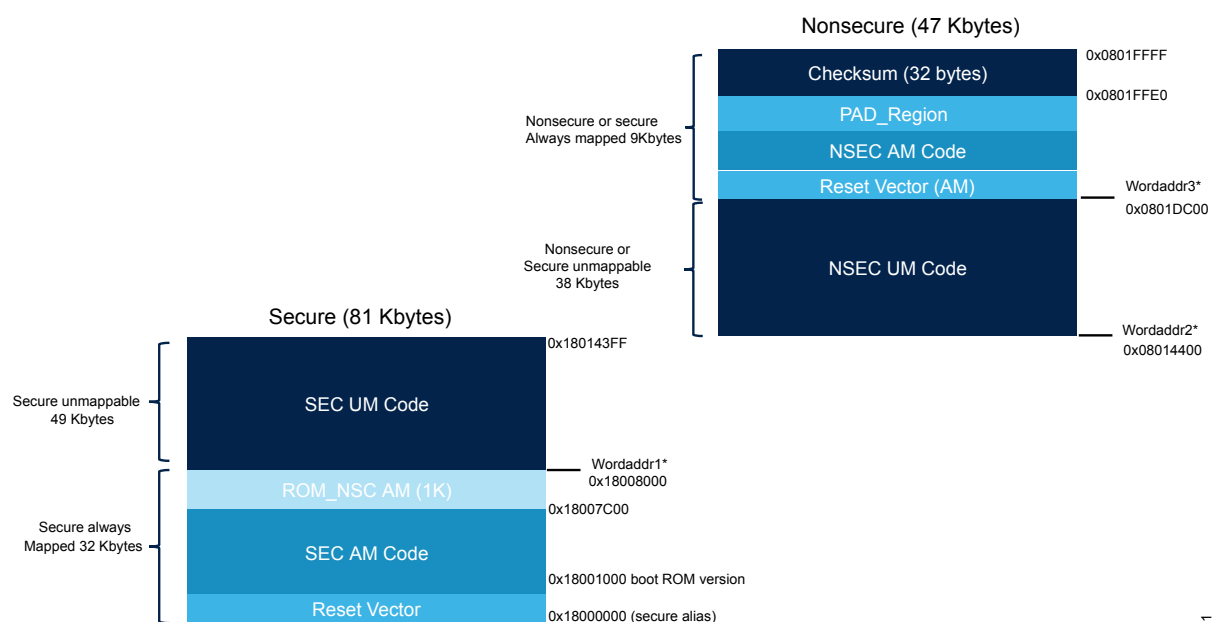 Nonsecure (47 Kbytes)
0x0801FFFF
Checksum (32 bytes)
0x0801FFE0
PAD_Region
Nonsecure or secure
Always mapped 9Kbytes
NSEC AM Code
Reset Vector (AM)
Wordaddr3*
0x0801DC00
Nonsecure or
Secure unmappable
38 Kbytes
NSEC UM Code
Wordaddr2*
0x08014400
Secure (81 Kbytes)
0x180143FF
Secure unmappable
49 Kbytes
SEC UM Code
Wordaddr1*
0x18008000
ROM_NSC AM (1K)
0x18007C00
Secure always
Mapped 32 Kbytes
SEC AM Code
0x18001000 boot ROM version
Reset Vector
0x18000000 (secure alias)